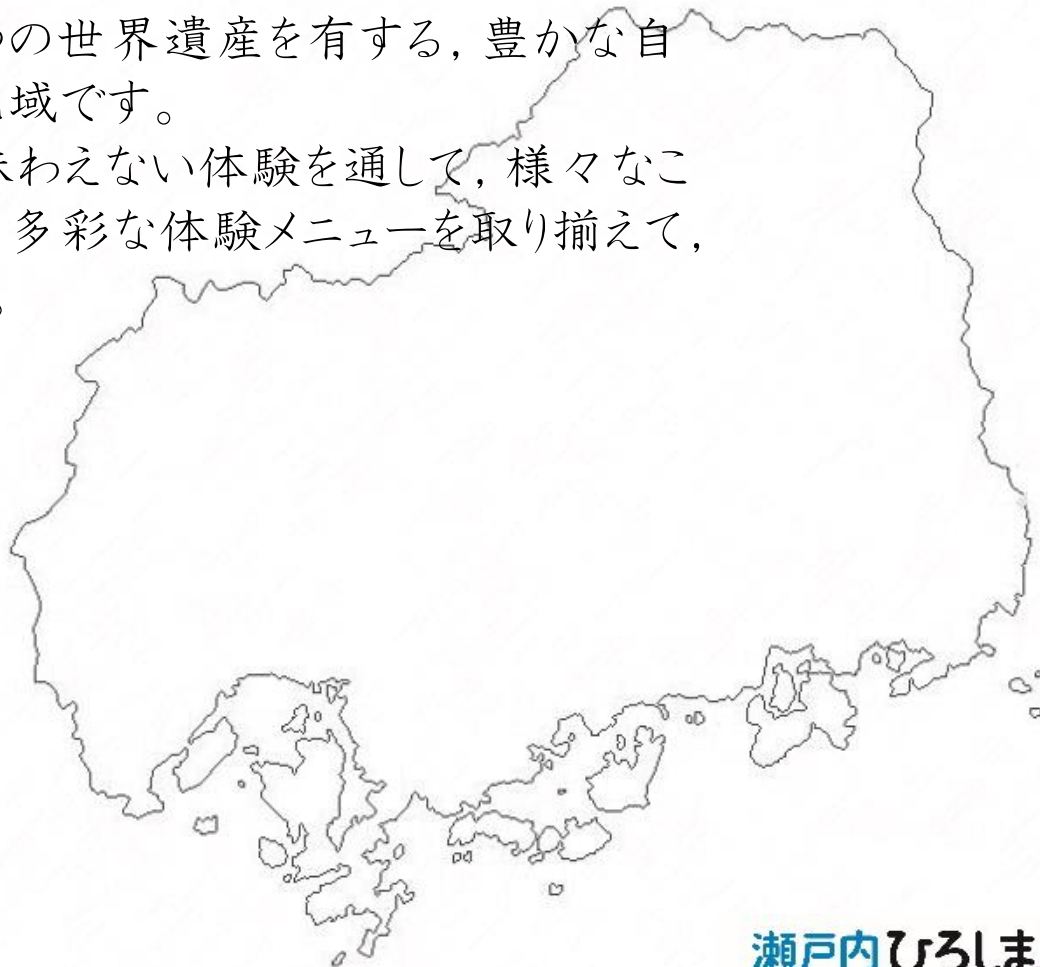 の世界遺産を有する，豊かな自
域です。
味わえない体験を通して，様々なこ
多彩な体験メニューを取り揃えて，
。
瀬戸内ひろしま